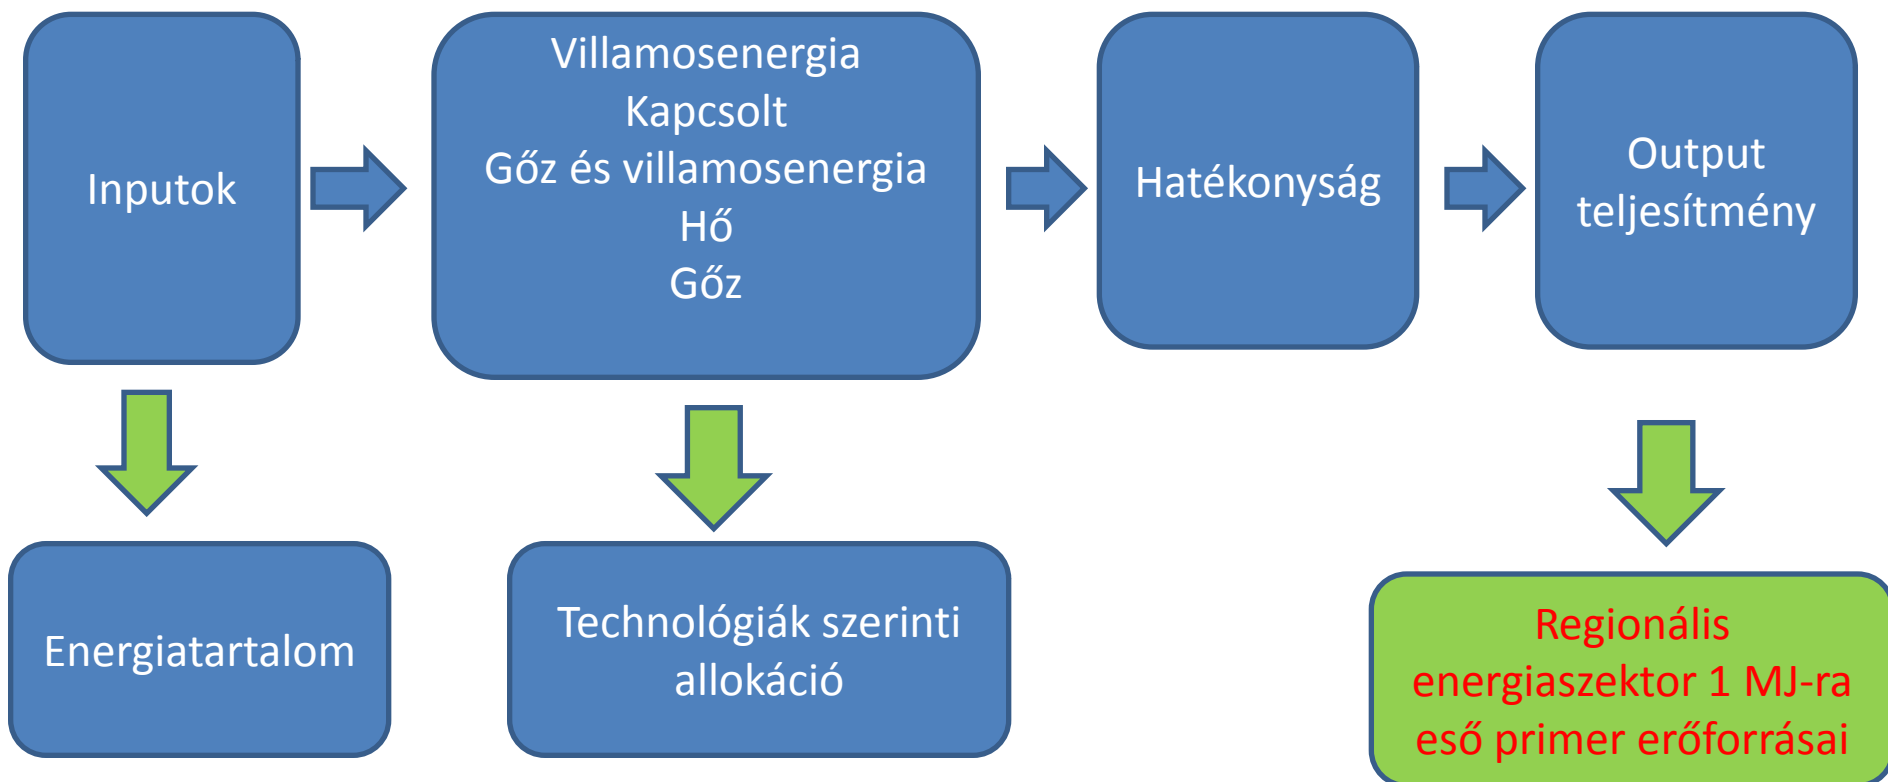 Inputok
Villamosenergia
Kapcsolt
Gőz és villamosenergia
Hő
Gőz
Hatékonyság
Output
teljesítmény
Energiatartalom
Technológiák szerinti
allokáció
Regionális
energiaszektor 1 MJ-ra
eső primer erőforrásai